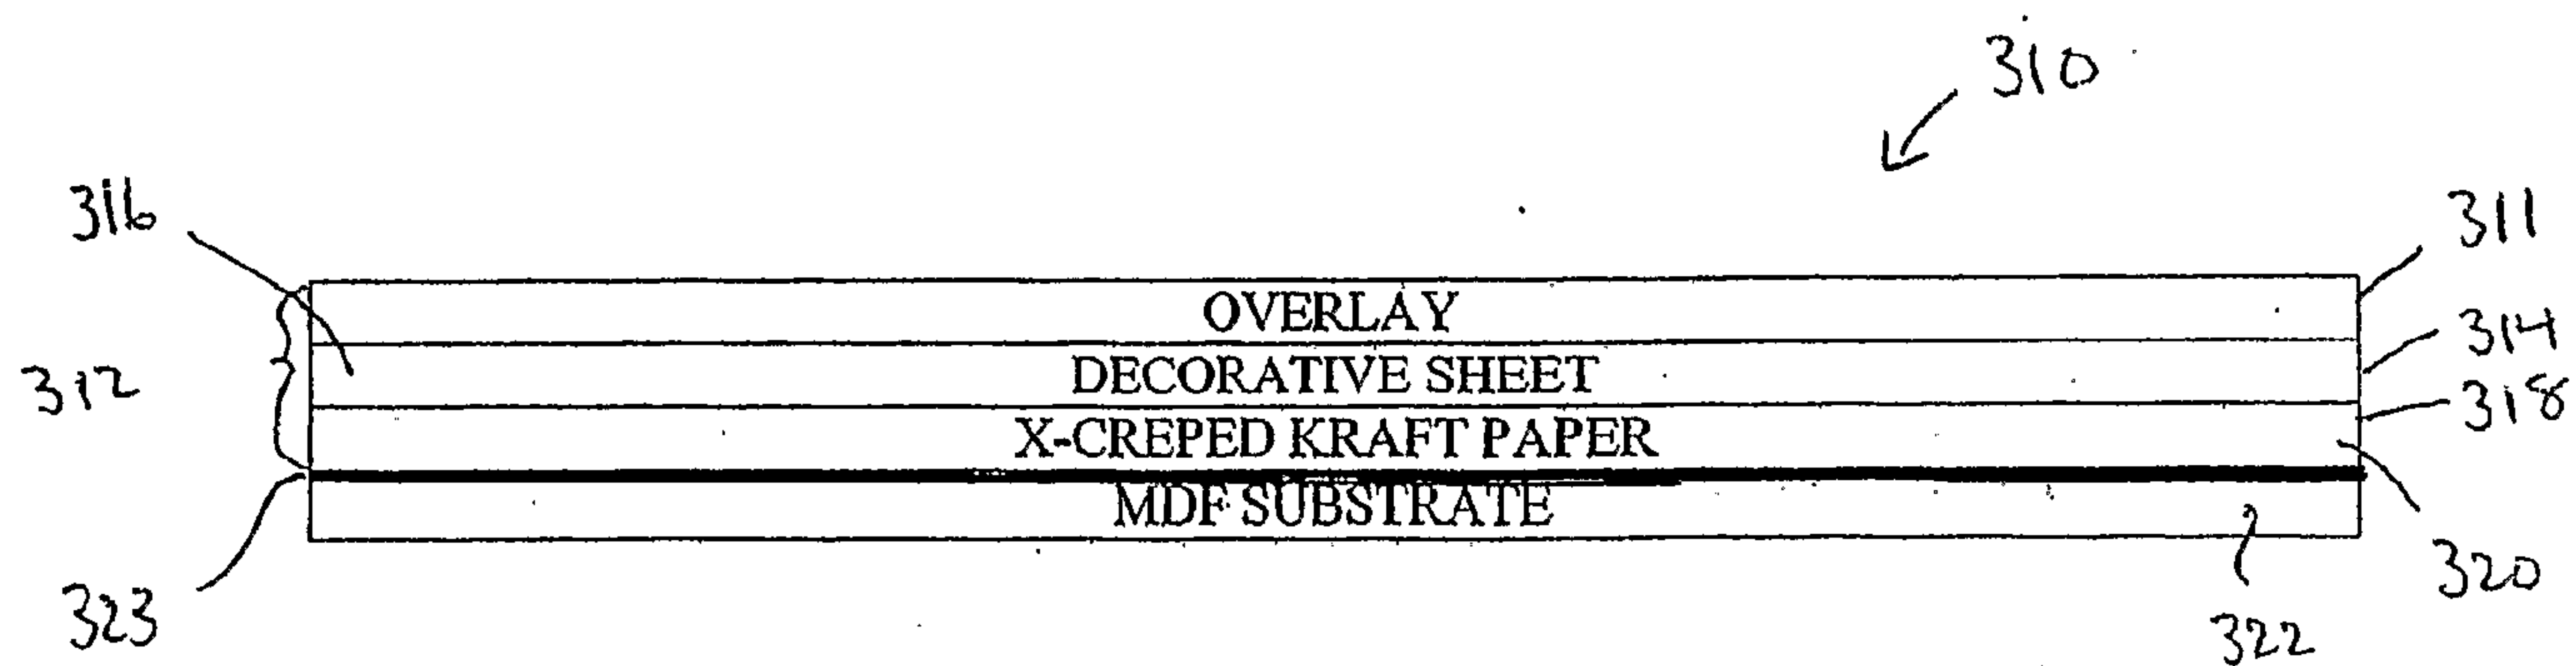 310
316
311
OVERLAY
314
DECORATIVE SHEET
312
318
X-CREPED KRAFT PAPER
MDF SUBSTRATE
320
323
322